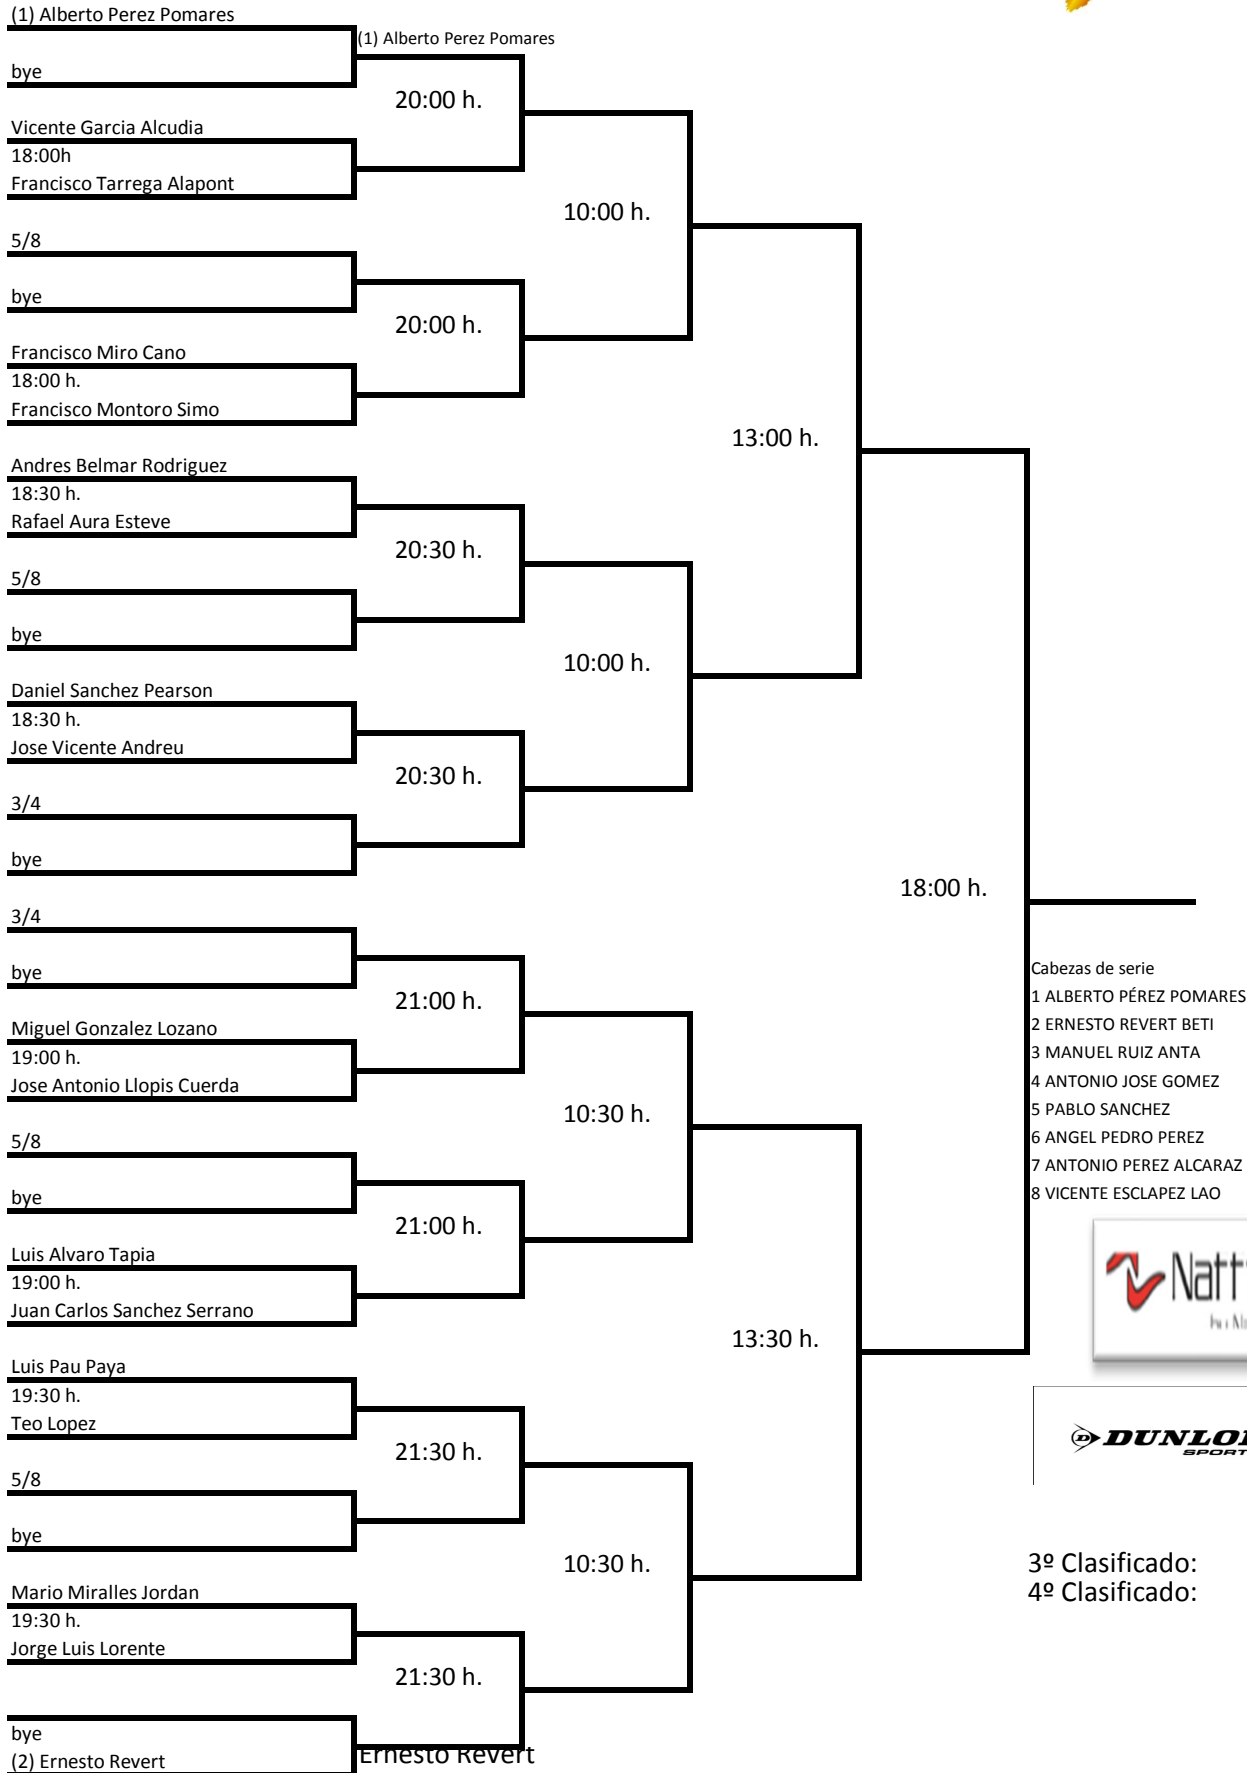 (1) Alberto Perez Pomares
(1) Alberto Perez Pomares
bye
20:00 h.
Vicente Garcia Alcudia
18:00h
Francisco Tarrega Alapont
10:00 h.
5/8
bye
20:00 h.
Francisco Miro Cano
18:00 h.
Francisco Montoro Simo
13:00 h.
Andres Belmar Rodriguez
18:30 h.
Rafael Aura Esteve
20:30 h.
5/8
bye
10:00 h.
Daniel Sanchez Pearson
18:30 h.
Jose Vicente Andreu
20:30 h.
3/4
bye
18:00 h.
3/4
bye
21:00 h.
Miguel Gonzalez Lozano
19:00 h.
Jose Antonio Llopis Cuerda
10:30 h.
5/8
bye
21:00 h.
Luis Alvaro Tapia
19:00 h.
Juan Carlos Sanchez Serrano
13:30 h.
Luis Pau Paya
19:30 h.
Teo Lopez
21:30 h.
5/8
bye
10:30 h.
Mario Miralles Jordan
19:30 h.
Jorge Luis Lorente
21:30 h.
bye
(2) Ernesto Revert
Ernesto Revert
Cabezas de serie
1 ALBERTO PÉREZ POMARES
2 ERNESTO REVERT BETI
3 MANUEL RUIZ ANTA
4 ANTONIO JOSE GOMEZ
5 PABLO SANCHEZ
6 ANGEL PEDRO PEREZ
7 ANTONIO PEREZ ALCARAZ
8 VICENTE ESCLAPEZ LAO
SPORT
3º Clasificado:
4º Clasificado: